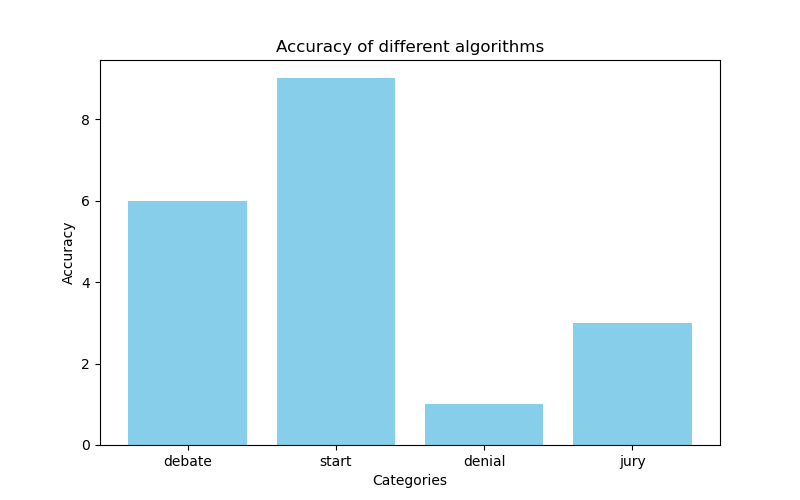 Accuracy of different algorithms
Accuracy
8
6
4
2
0
debate start denial jury
Categories